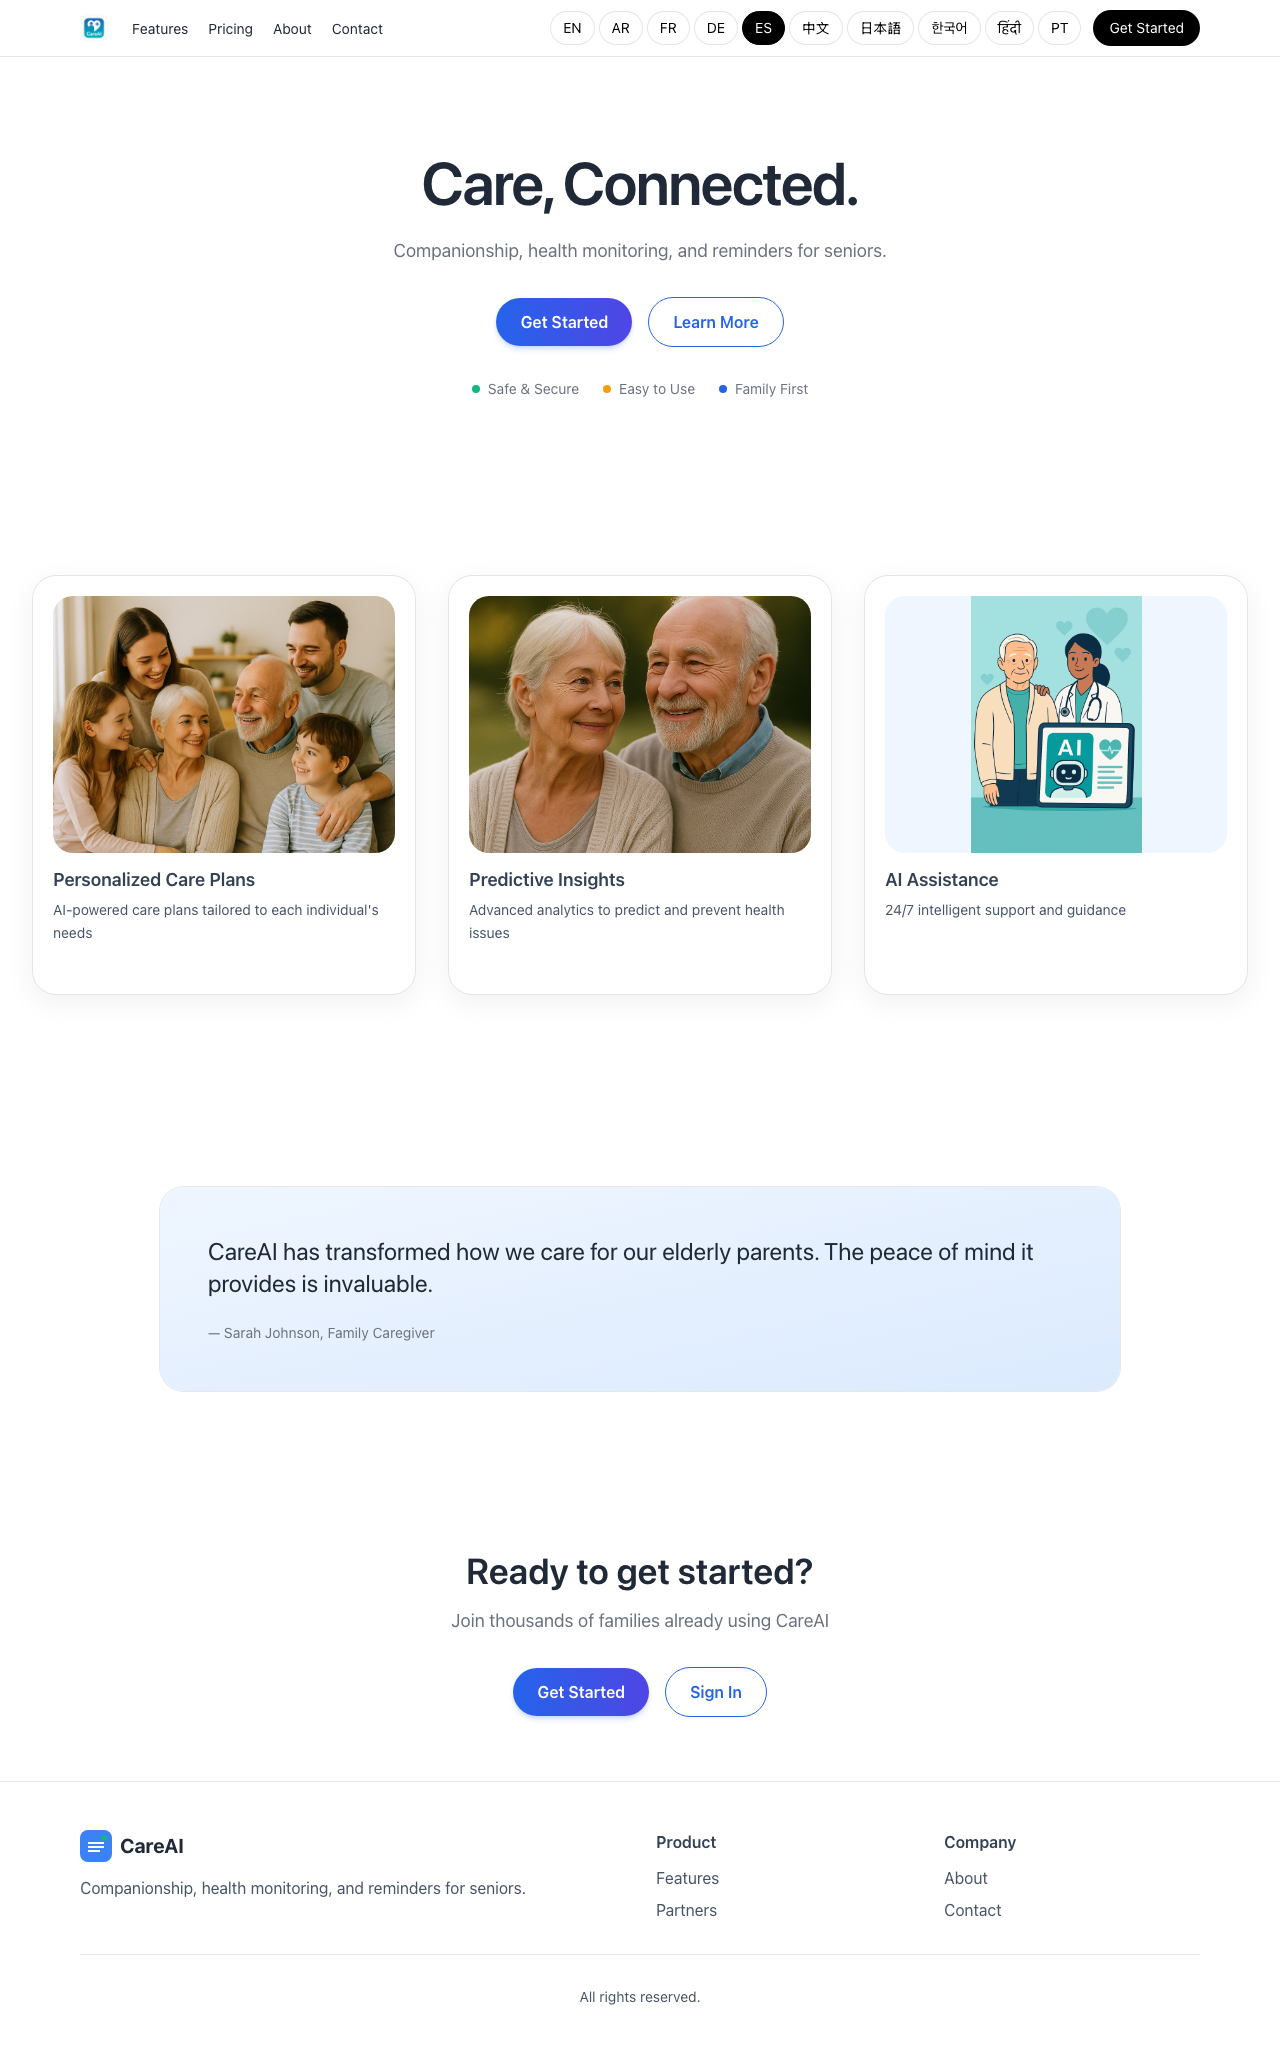 CareAI
Features
Pricing
About
Contact
EN
AR
FR
DE
ES
中文
日本語
한국어
हिंदी
PT
Get Started
Care, Connected.
Companionship, health monitoring, and reminders for seniors.
Get Started
Learn More
Safe & Secure
Easy to Use
Family First
AI
Personalized Care Plans
AI-powered care plans tailored to each individual's
needs
Predictive Insights
Advanced analytics to predict and prevent health
issues
AI Assistance
24/7 intelligent support and guidance
CareAI has transformed how we care for our elderly parents. The peace of mind it
provides is invaluable.
— Sarah Johnson, Family Caregiver
Ready to get started?
Join thousands of families already using CareAI
Get Started
Sign In
CareAI
Companionship, health monitoring, and reminders for seniors.
Product
Features
Partners
Company
About
Contact
All rights reserved.